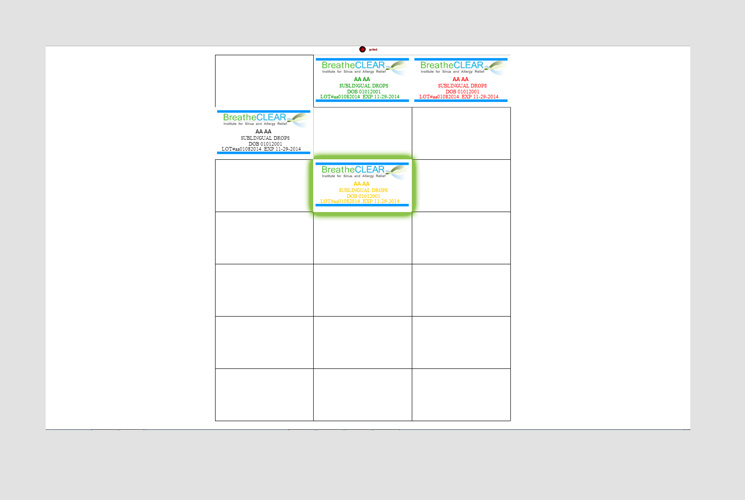 print
BreatheCLEAR
Institute for Sinus and Allergy Relief
AA AA
SUBLINGUAL DROPS
DOB 01012001
LOT#aa01082014 EXP 11-29-2014
BreatheCLEAR
Institute for Sinus and Allergy Relief
AA AA
SUBLINGUAL DROPS
DOB 01012001
LOT#aa01082014 EXP 11-29-2014
BreatheCLEAR
Institute for Sinus and Allergy Relief
AA AA
SUBLINGUAL DROPS
DOB 01012001
LOT#aa01082014 EXP 11-29-2014
BreatheCLEAR
Institute for Sinus and Allergy Relief
AA AA
SUBLINGUAL DROPS
DOB 01012001
LOT#aa01082014 EXP 11-29-2014